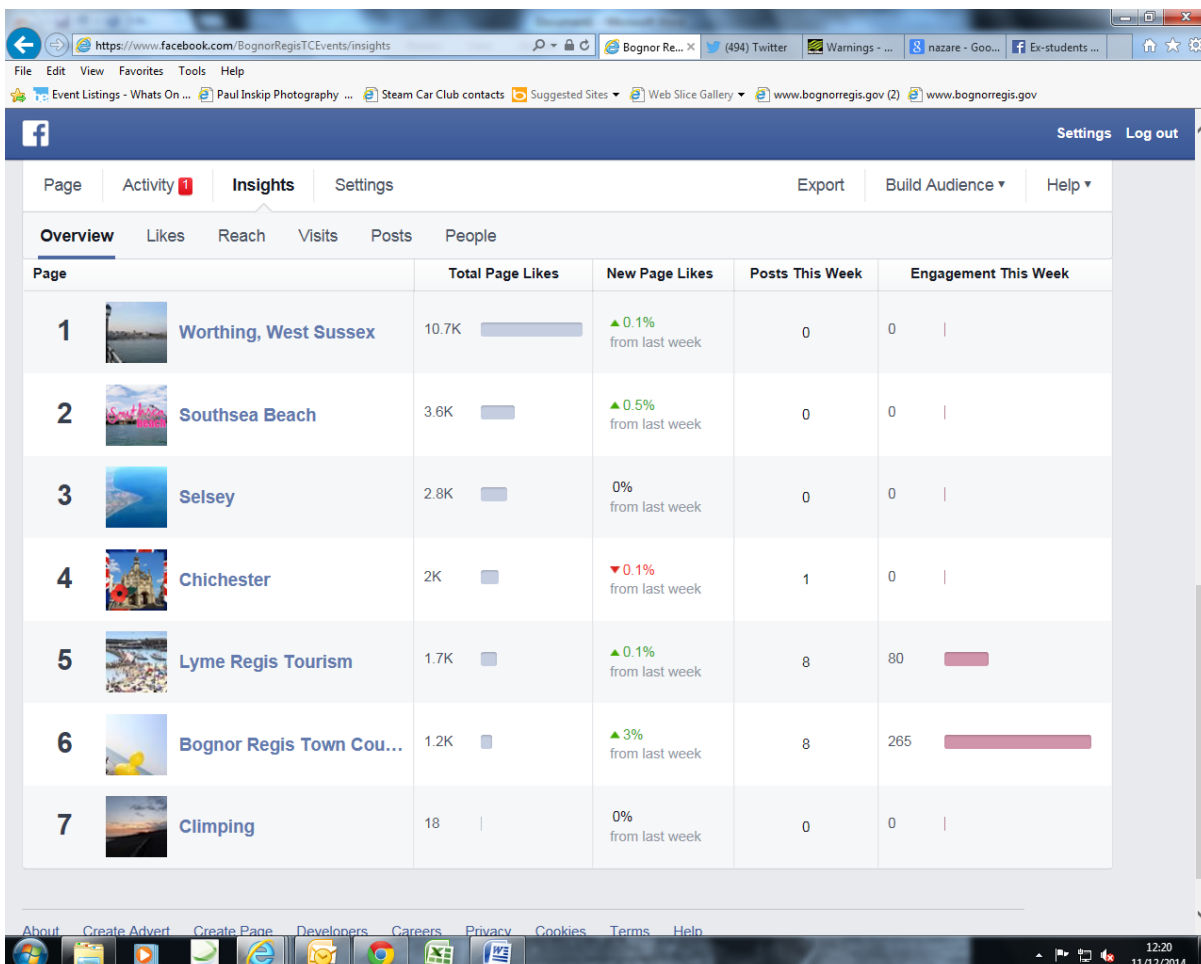 https://www.facebook.com/BognorRegisTCEvents/insights
Bognor Re...
(494) Twitter
Warnings - ...
nazare - Goo...
Ex-students ...
File Edit View Favorites Tools Help
Event Listings - Whats On ... Paul Inskip Photography ... Steam Car Club contacts Suggested Sites Web Slice Gallery www.bognorregis.gov (2) www.bognorregis.gov
Settings Log out
Page Activity 1 Insights Settings Export Build Audience Help
Overview Likes Reach Visits Posts People
Page Total Page Likes New Page Likes Posts This Week Engagement This Week
1 Worthing, West Sussex 10.7K 0.1% 0 0
from last week
2 Southsea Beach 3.6K 0.5% 0 0
from last week
3 Selsey 2.8K 0% 0 0
from last week
4 Chichester 2K 0.1% 1 0
from last week
5 Lyme Regis Tourism 1.7K 0.1% 8 80
from last week
6 Bognor Regis Town Cou... 1.2K 3% 8 265
from last week
7 Climping 18 0% 0 0
from last week
About Create Advert Create Page Developers Careers Privacy Cookies Terms Help
12:20
11/12/2014